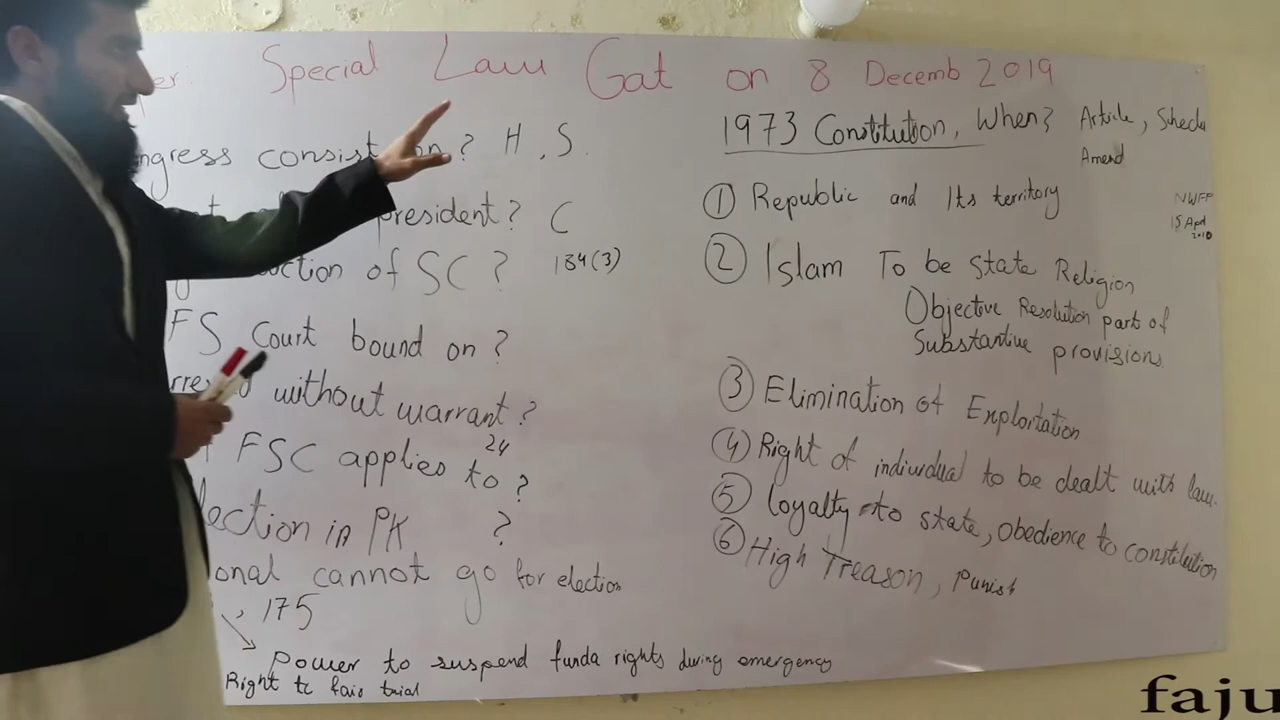 Special Law Gat on 8 Decemb 2019
ngress consist on? H, S.
president? C
ction of SC? 184(3)
FS Court bound on?
without warrant?
FSC applies to 24 ?
lection in PK ?
onal cannot go for election
, 175
Power to suspend funda rights during emergency
Right to fair trial
1973 Constitution, When? Article, Schedu
Amend
NWFP
15 Apr
2010
① Republic and Its territory
② Islam To be state Religion
Objective Resolution part of
Substantive provisions
③ Elimination of Exploitation
④ Right of individual to be dealt with law.
⑤ loyalty to state, obedience to constitution
⑥ High Treason, Punish
faju